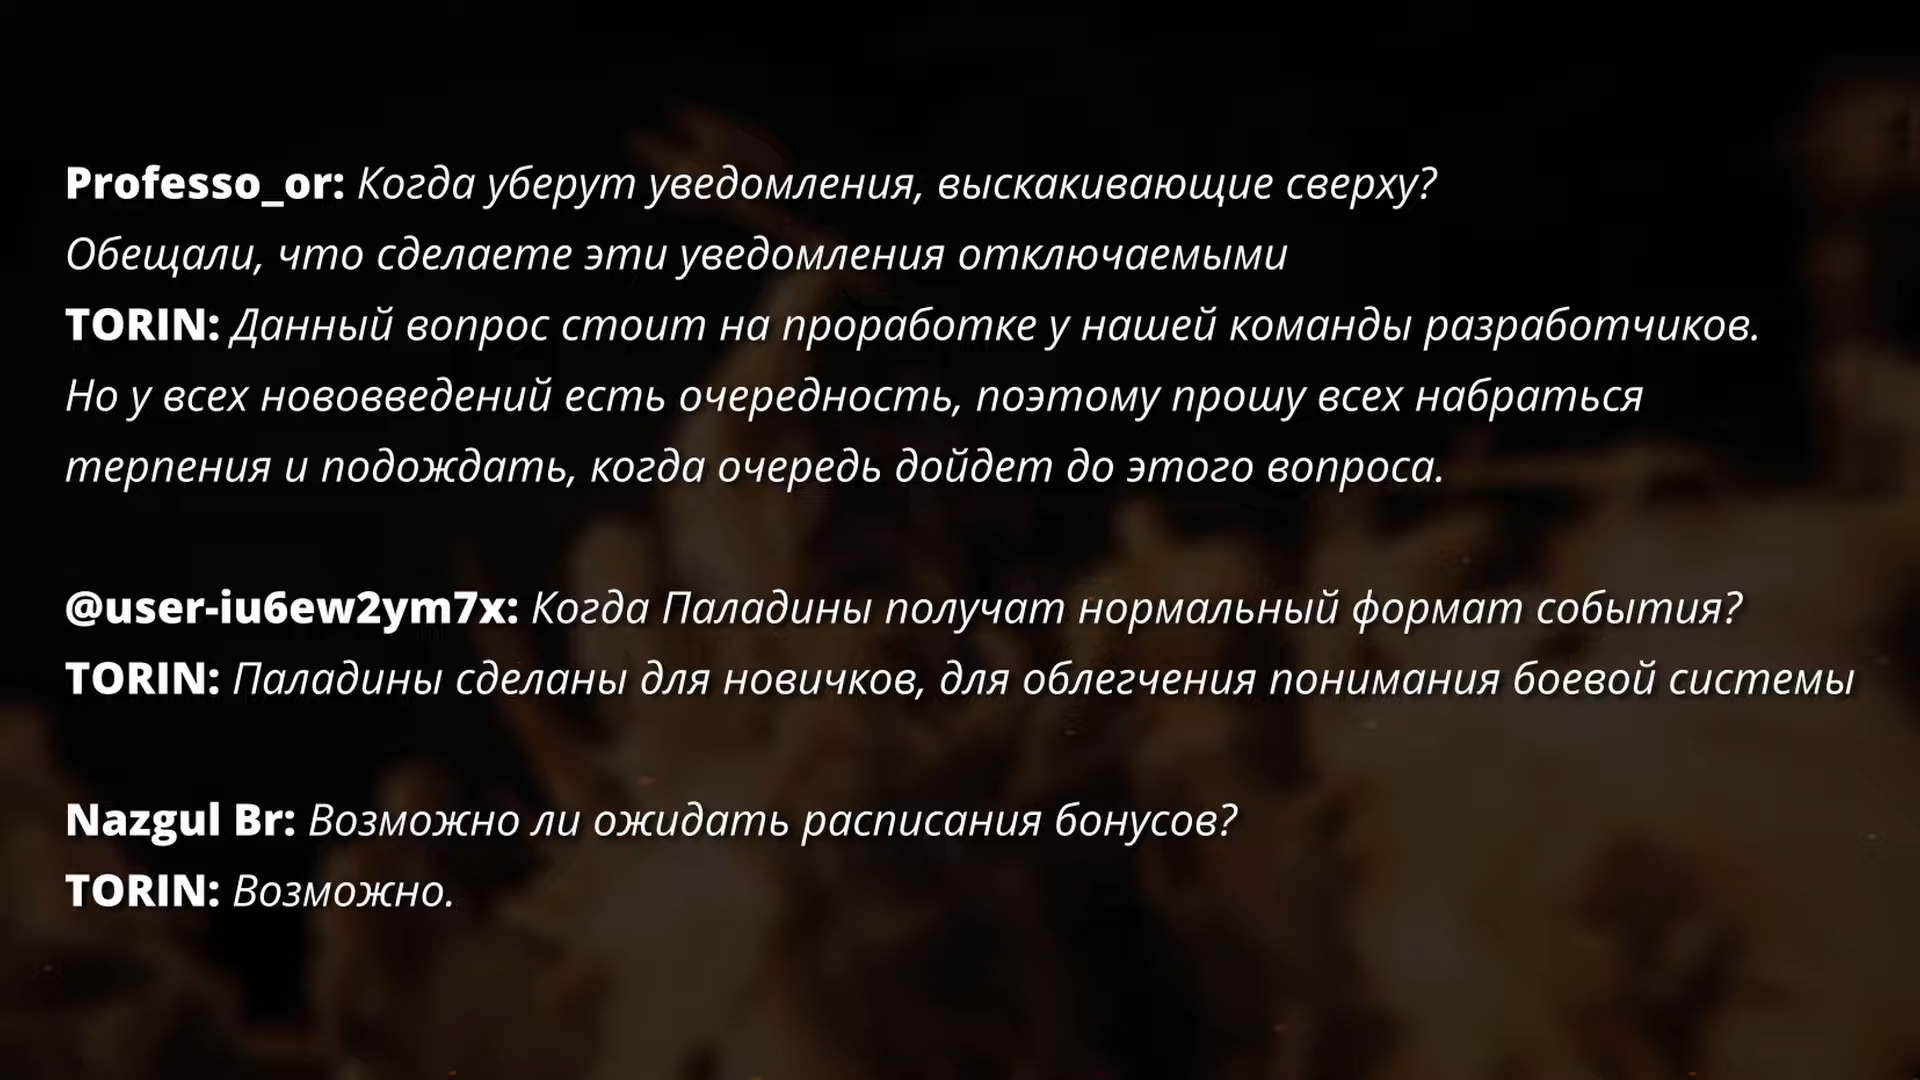 Professo_or: Когда уберут уведомления, выскакивающие сверху?
Обещали, что сделаете эти уведомления отключаемыми
TORIN: Данный вопрос стоит на проработке у нашей команды разработчиков.
Но у всех нововведений есть очередность, поэтому прошу всех набраться
терпения и подождать, когда очередь дойдет до этого вопроса.
@user-iu6ew2ym7x: Когда Паладины получат нормальный формат события?
TORIN: Паладины сделаны для новичков, для облегчения понимания боевой системы
Nazgul Br: Возможно ли ожидать расписания бонусов?
TORIN: Возможно.